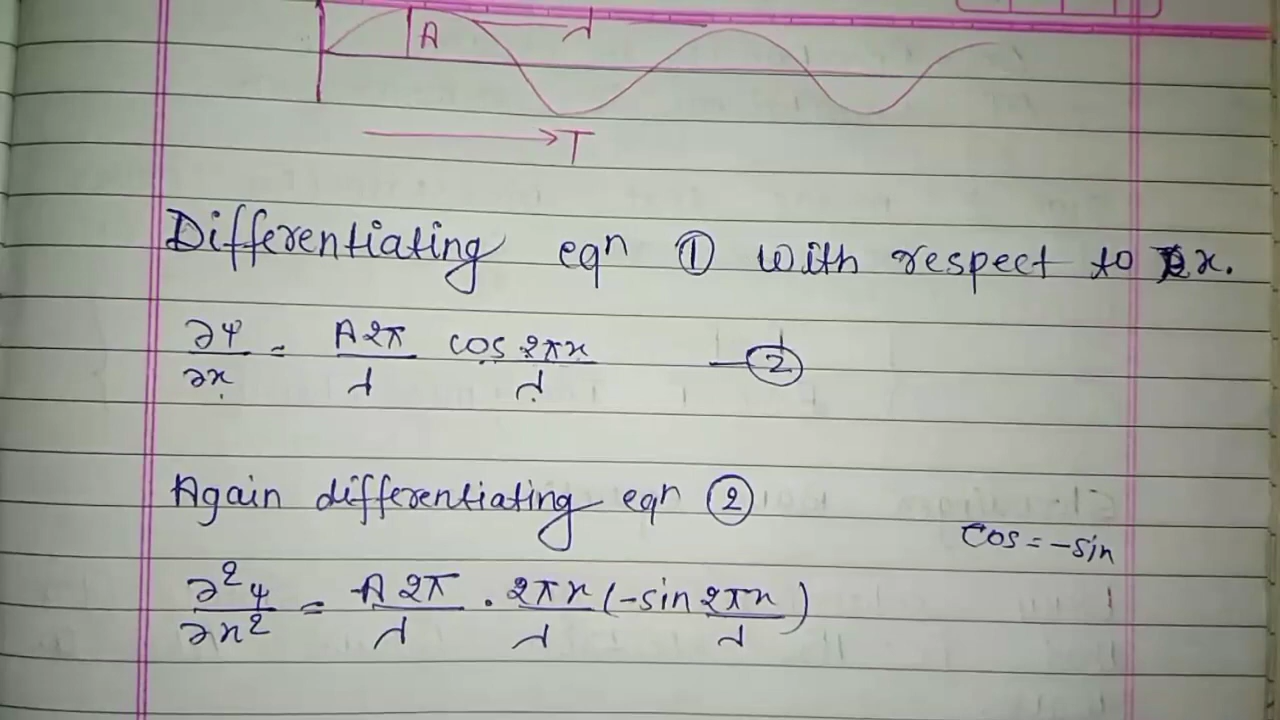 A λ
T
Differentiating eqn ① with respect to x.
∂ψ/∂x = A2π/λ cos 2πx/λ —②
Again differentiating eqn ②
cos = -sin
∂²ψ/∂x² = A2π/λ . 2πx/λ (-sin 2πx/λ)